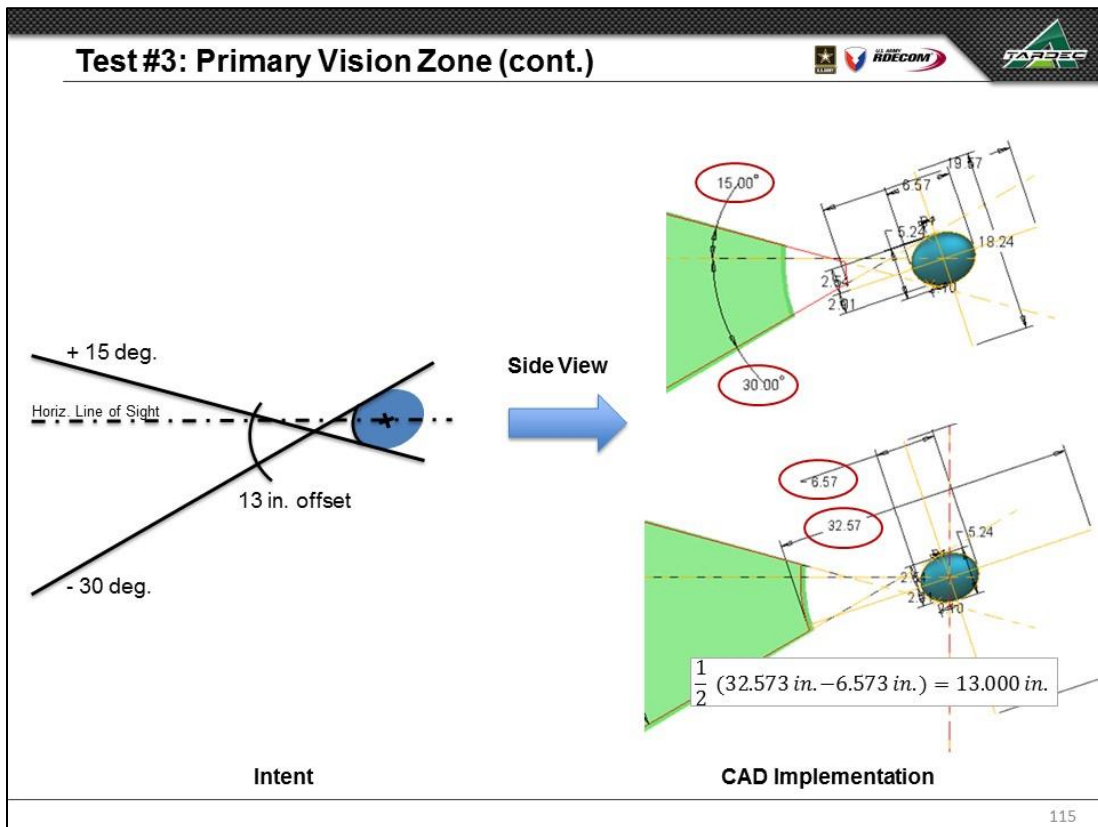 Test #3: Primary Vision Zone (cont.)
U.S. ARMY
U.S. ARMY
RDECOM
TARDEC
+ 15 deg.
Horiz. Line of Sight
13 in. offset
- 30 deg.
Side View
15.00°
30.00°
19.57
6.57
5.24
18.24
2.54
2.91
6.57
32.57
5.24
1/2 (32.573 in.−6.573 in.) = 13.000 in.
Intent
CAD Implementation
115